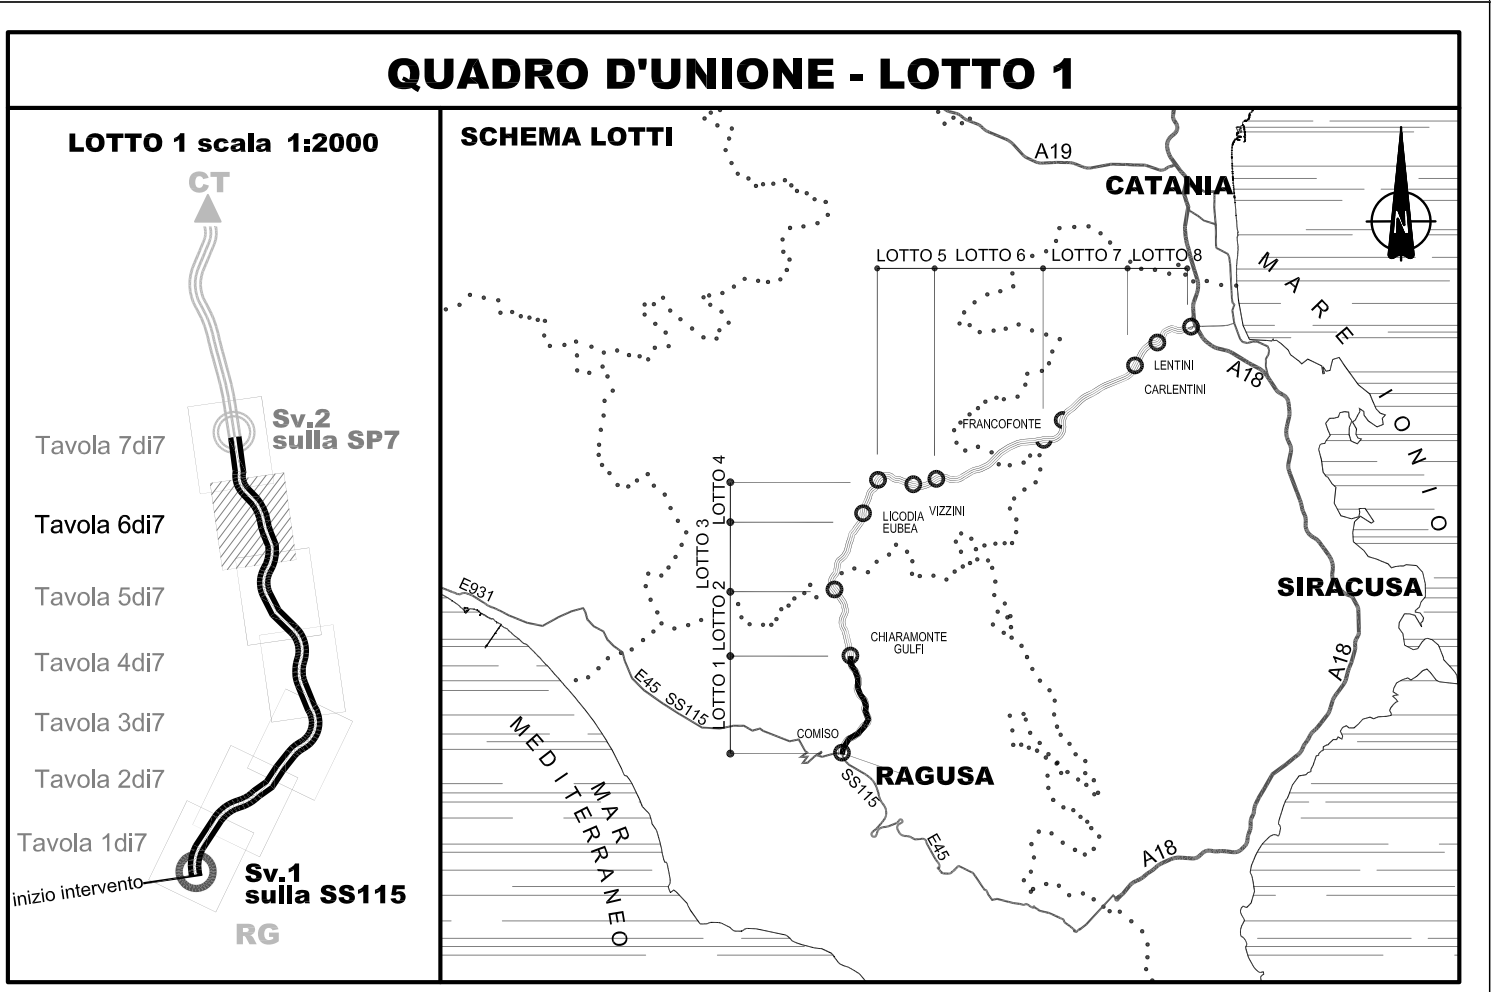 QUADRO D'UNIONE - LOTTO 1
LOTTO 1 scala 1:2000
CT
Sv.2
sulla SP7
Tavola 7di7
Tavola 6di7
Tavola 5di7
Tavola 4di7
Tavola 3di7
Tavola 2di7
Tavola 1di7
inizio intervento
Sv.1
sulla SS115
RG
SCHEMA LOTTI
A19
CATANIA
N
LOTTO 5
LOTTO 6
LOTTO 7
LOTTO 8
MARE
IONIO
LENTINI
CARLENTINI
A18
FRANCOFONTE
LOTTO 4
LOTTO 3
LOTTO 2
LOTTO 1
LICODIA
EUBEA
VIZZINI
SIRACUSA
E931
CHIARAMONTE
GULFI
E45 SS115
COMISO
RAGUSA
SS115
E45
A18
A18
MAR
MEDITERRANEO